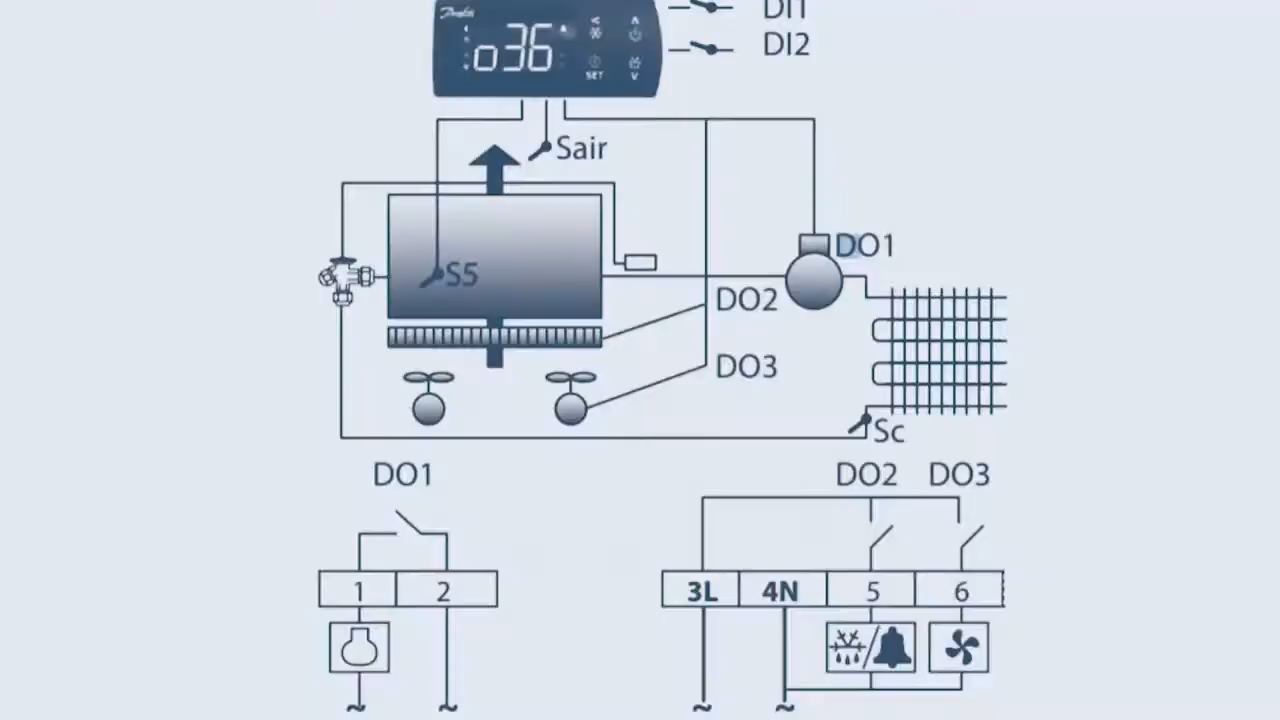 DI1
Danfoss
o36
SET
DI2
Sair
DO1
S5
DO2
DO3
Sc
DO1
DO2 DO3
1 2
3L 4N 5 6
~ ~ ~ ~